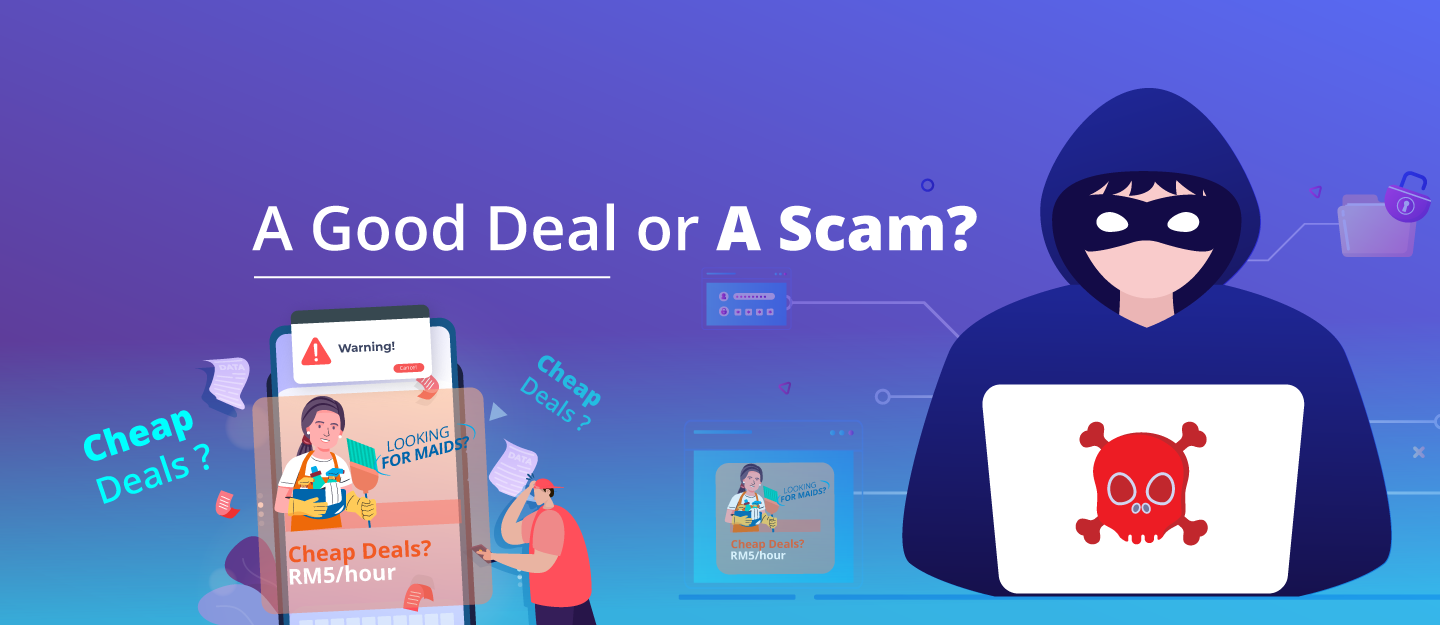 A Good Deal or A Scam?
Warning!
Cancel
DATA
Cheap
Deals ?
Cheap
Deals ?
LOOKING
FOR MAIDS?
DATA
Cheap Deals?
RM5/hour
LOOKING
FOR MAIDS?
Cheap Deals?
RM5/hour